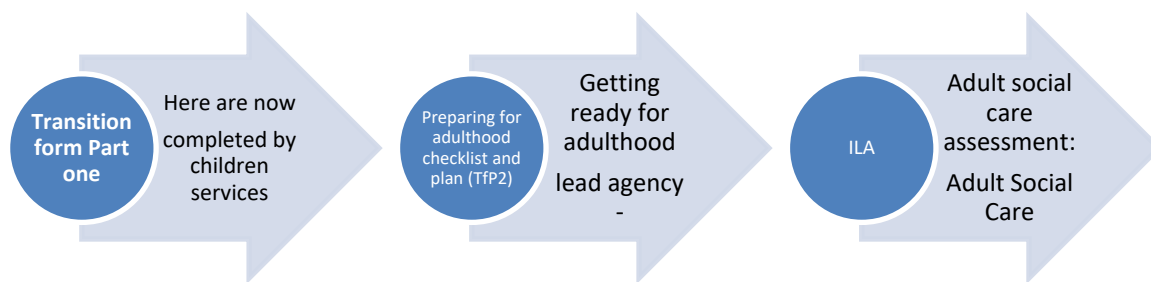 Transition
form Part
one
Here are now
completed by
children
services
Preparing for
adulthood
checklist and
plan (TfP2)
Getting
ready for
adulthood
lead agency
-
ILA
Adult social
care
assessment:
Adult Social
Care